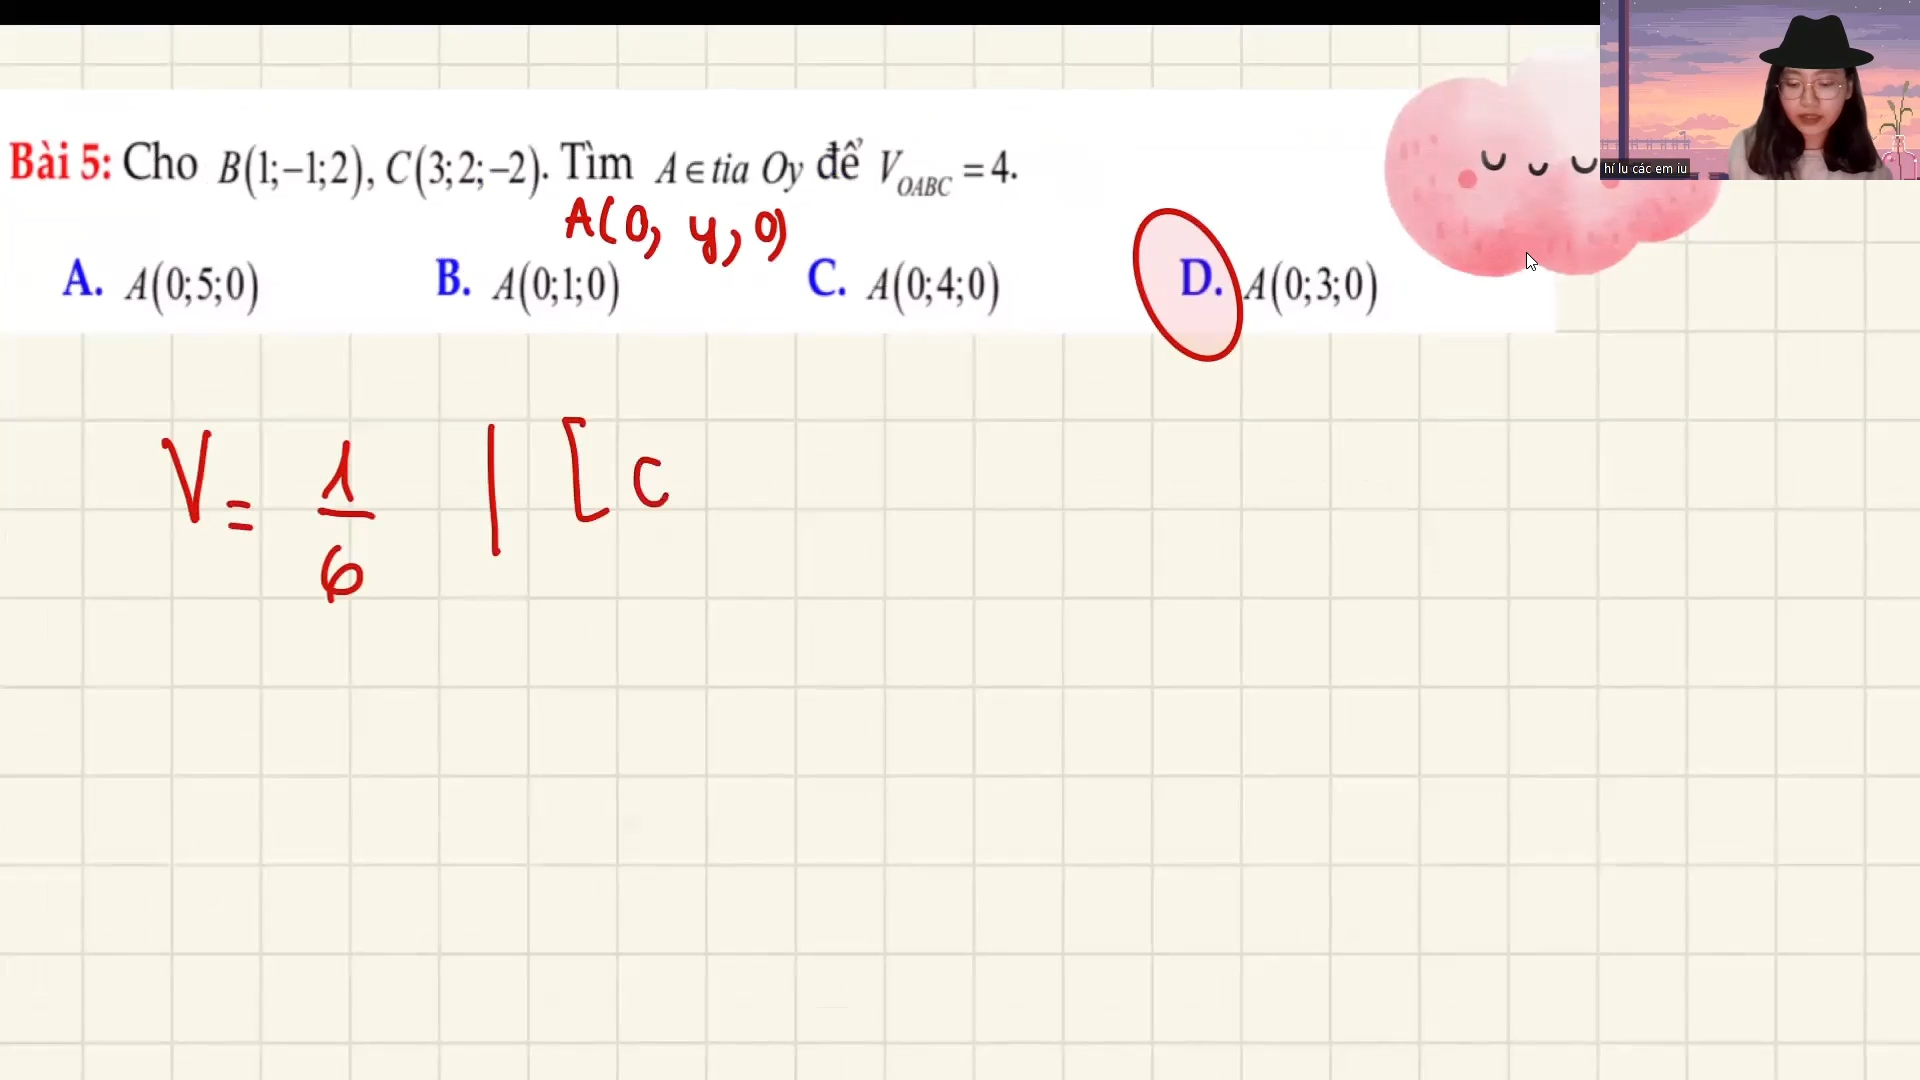 hí lu các em iu
Bài 5: Cho B(1;−1;2), C(3;2;−2). Tìm A ∈ tia Oy để V_OABC = 4.
A(0, y, 0)
A. A(0;5;0) B. A(0;1;0) C. A(0;4;0) D. A(0;3;0)
V = 1/6 | [ C